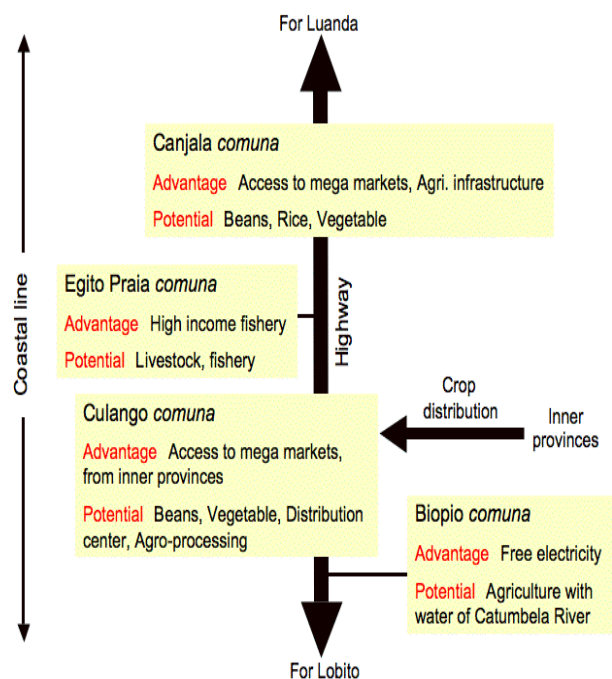 For Luanda
Canjala comuna
Advantage Access to mega markets, Agri. infrastructure
Potential Beans, Rice, Vegetable
Coastal line
Egito Praia comuna
Advantage High income fishery
Potential Livestock, fishery
Highway
Culango comuna
Advantage Access to mega markets,
from inner provinces
Potential Beans, Vegetable, Distribution
center, Agro-processing
Crop
distribution
Inner
provinces
Biopio comuna
Advantage Free electricity
Potential Agriculture with
water of Catumbela River
For Lobito